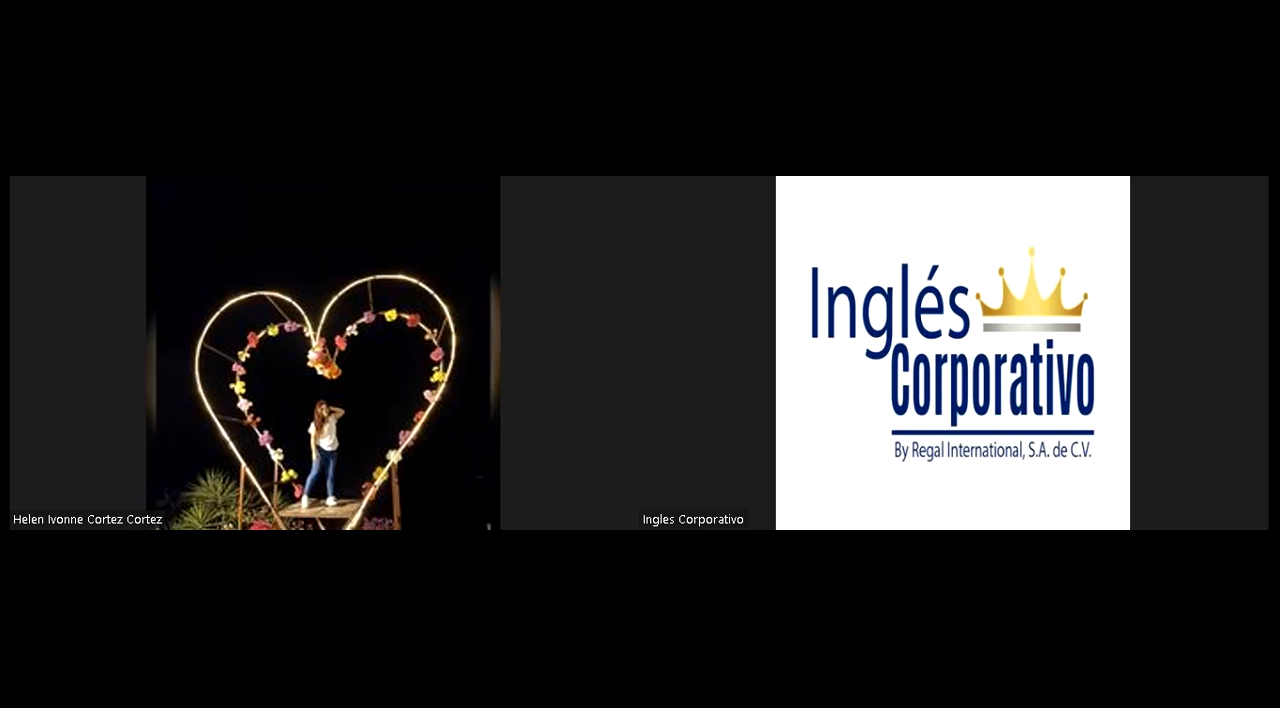 Inglés
Corporativo
By Regal International, S.A. de C.V.
Helen Ivonne Cortez Cortez
Ingles Corporativo